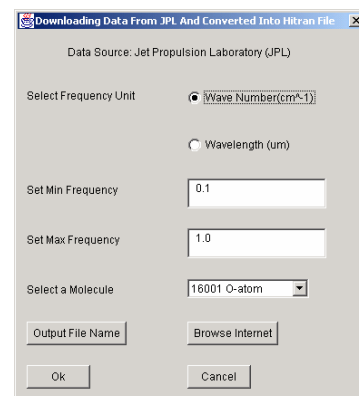 Downloading Data From JPL And Converted Into Hitran File
Data Source: Jet Propulsion Laboratory (JPL)
Select Frequency Unit
Wave Number(cm^-1)
Wavelength (um)
Set Min Frequency
0.1
Set Max Frequency
1.0
Select a Molecule
16001 O-atom
Output File Name
Browse Internet
Ok
Cancel